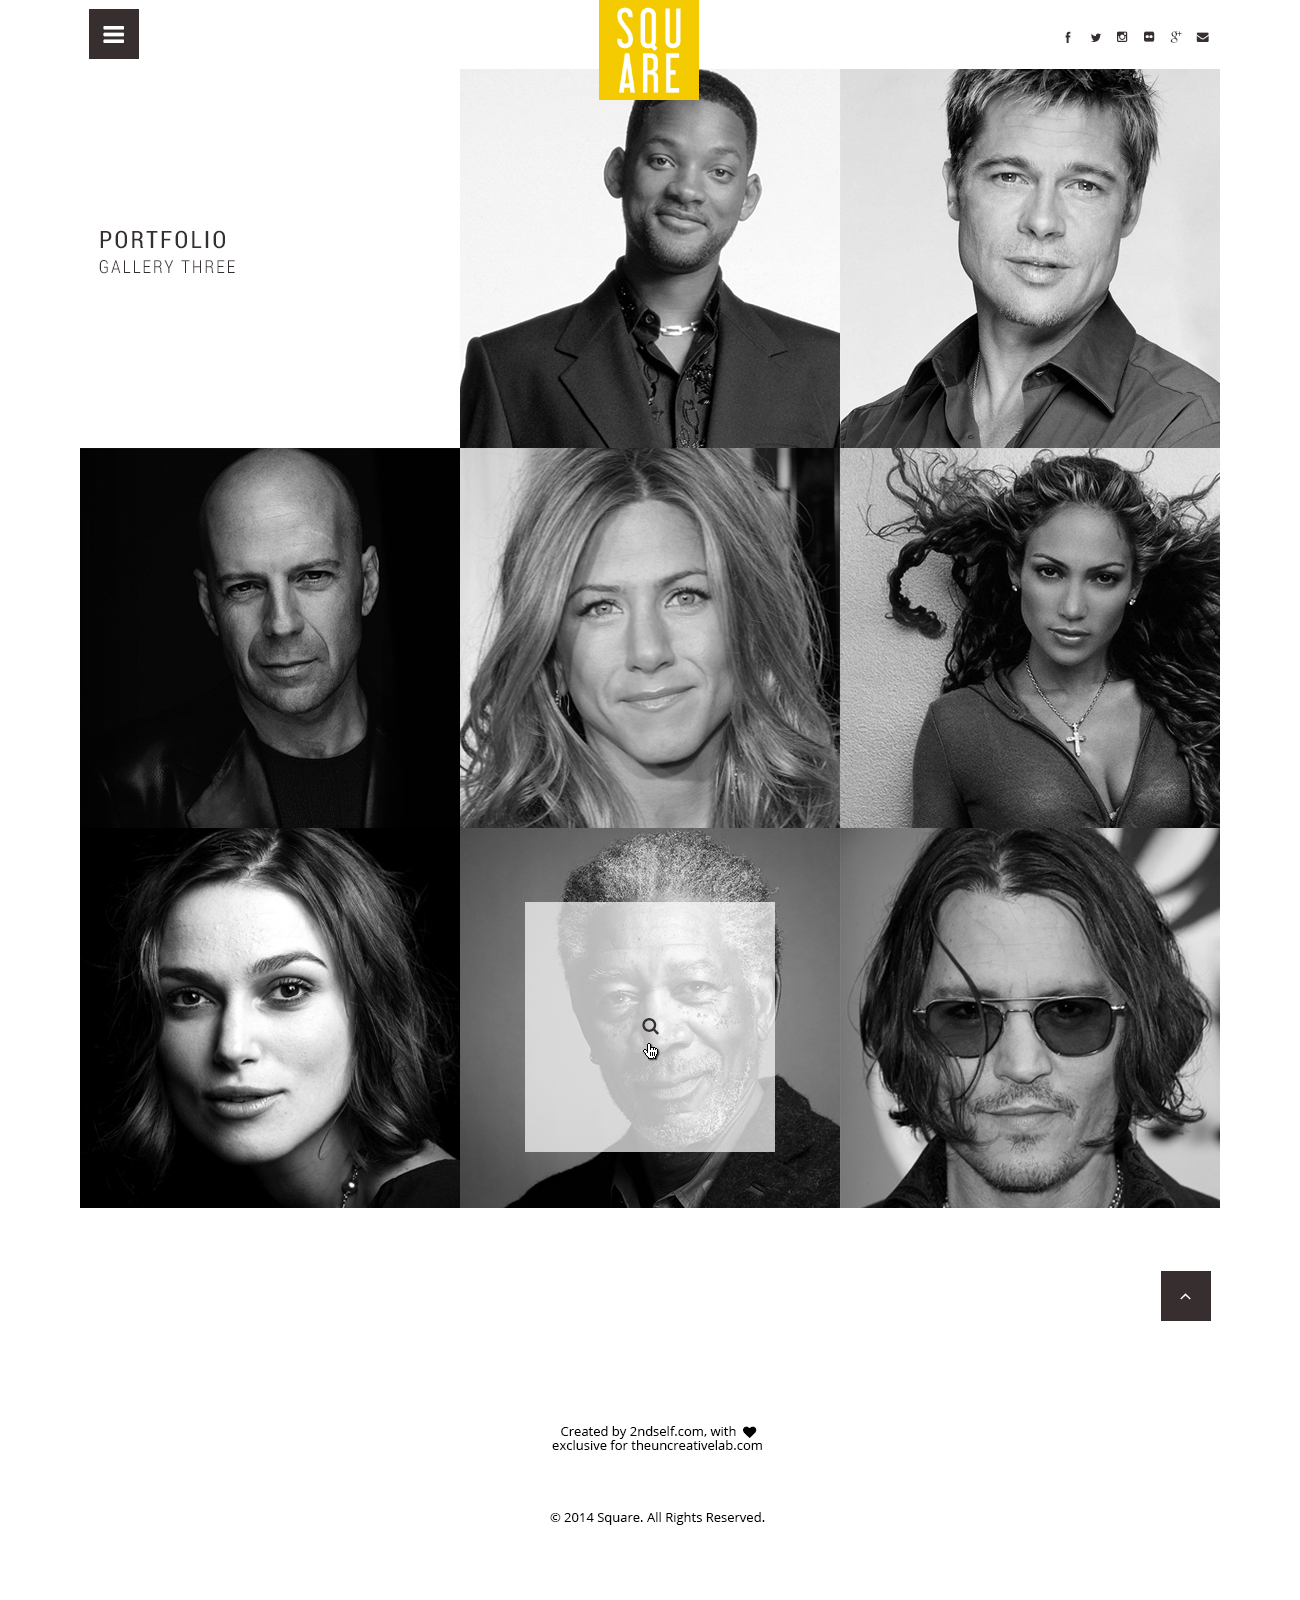 SQU
ARE
PORTFOLIO
GALLERY THREE
Created by 2ndself.com, with
exclusive for theuncreativelab.com
© 2014 Square. All Rights Reserved.